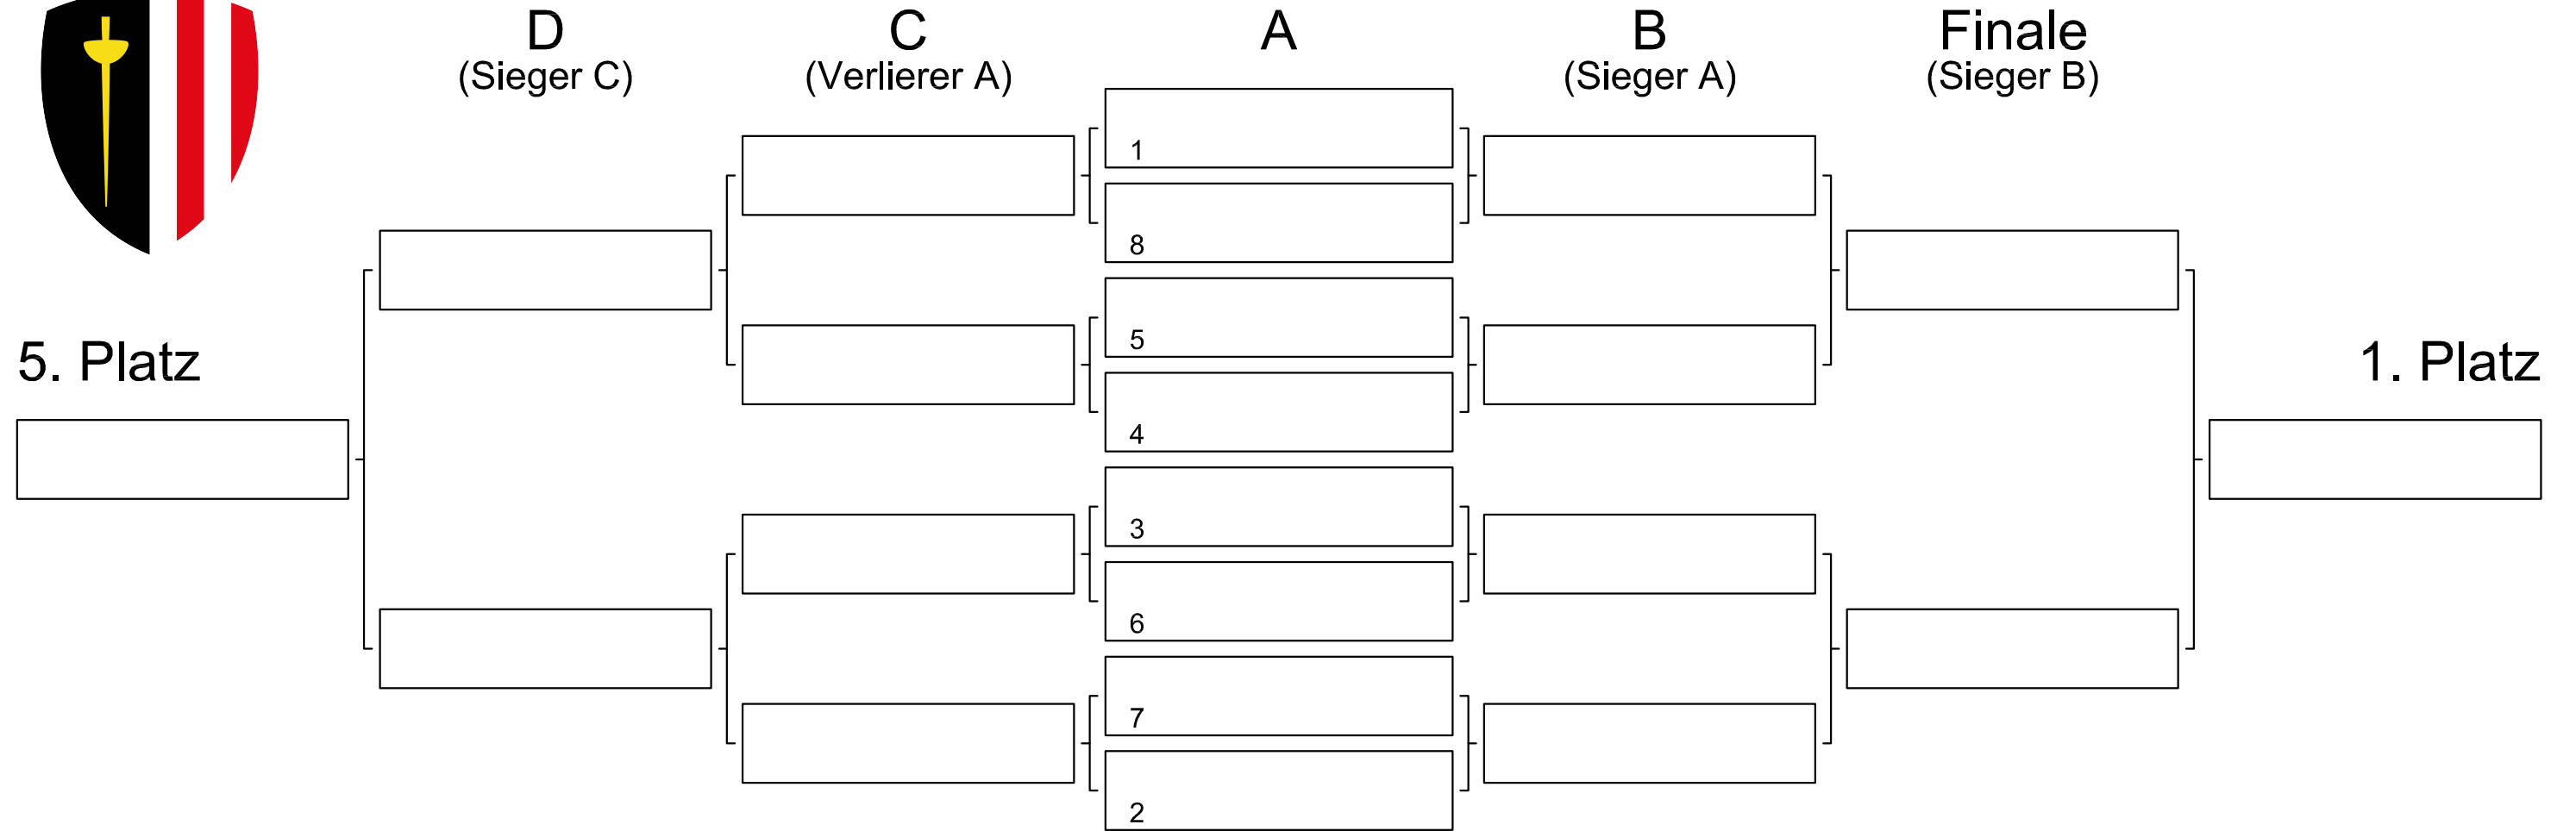 D C A B Finale
(Sieger C) (Verlierer A) (Sieger A) (Sieger B)
1
8
5
5. Platz 1. Platz
4
3
6
7
2